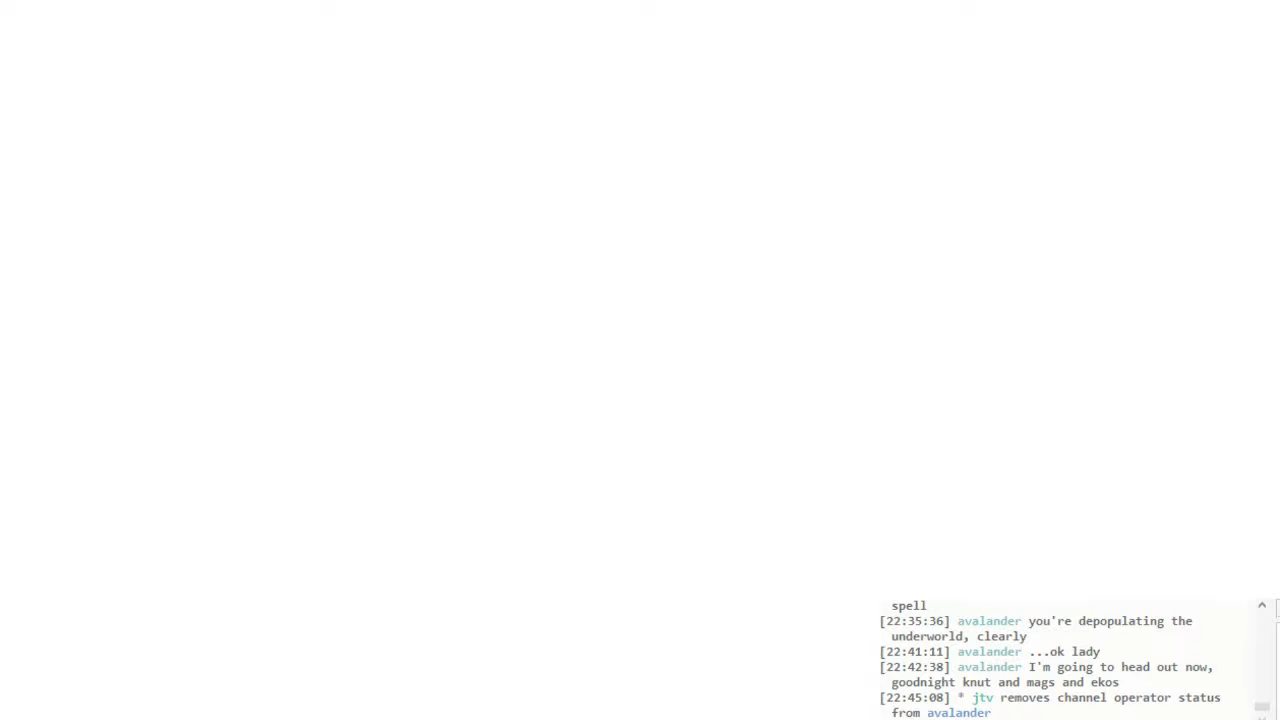 spell
[22:35:36] avalander you're depopulating the
underworld, clearly
[22:41:11] avalander ...ok lady
[22:42:38] avalander I'm going to head out now,
goodnight knut and mags and ekos
[22:45:08] * jtv removes channel operator status
from avalander